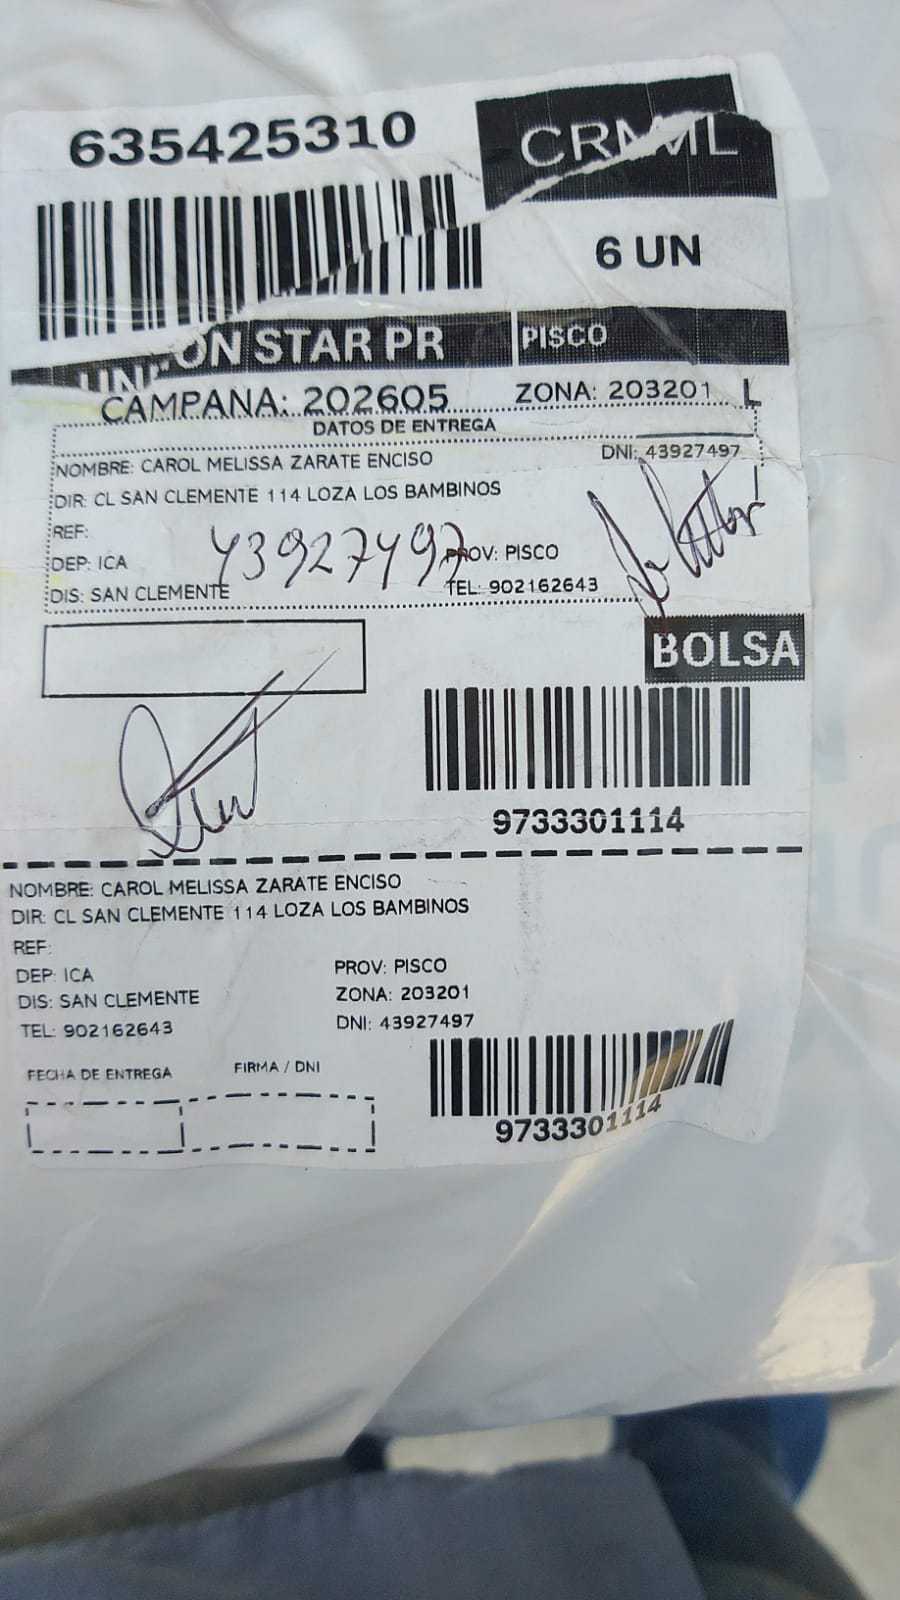 635425310
6 UN
UNION STAR PR PISCO
CAMPANA: 202605 ZONA: 203201 L
DATOS DE ENTREGA
NOMBRE: CAROL MELISSA ZARATE ENCISO DNI: 43927497
DIR: CL SAN CLEMENTE 114 LOZA LOS BAMBINOS
REF:
43927497
DEP: ICA PROV: PISCO
DIS: SAN CLEMENTE TEL: 902162643
BOLSA
9733301114
NOMBRE: CAROL MELISSA ZARATE ENCISO
DIR: CL SAN CLEMENTE 114 LOZA LOS BAMBINOS
REF:
DEP: ICA PROV: PISCO
DIS: SAN CLEMENTE ZONA: 203201
TEL: 902162643 DNI: 43927497
FECHA DE ENTREGA FIRMA / DNI
9733301114